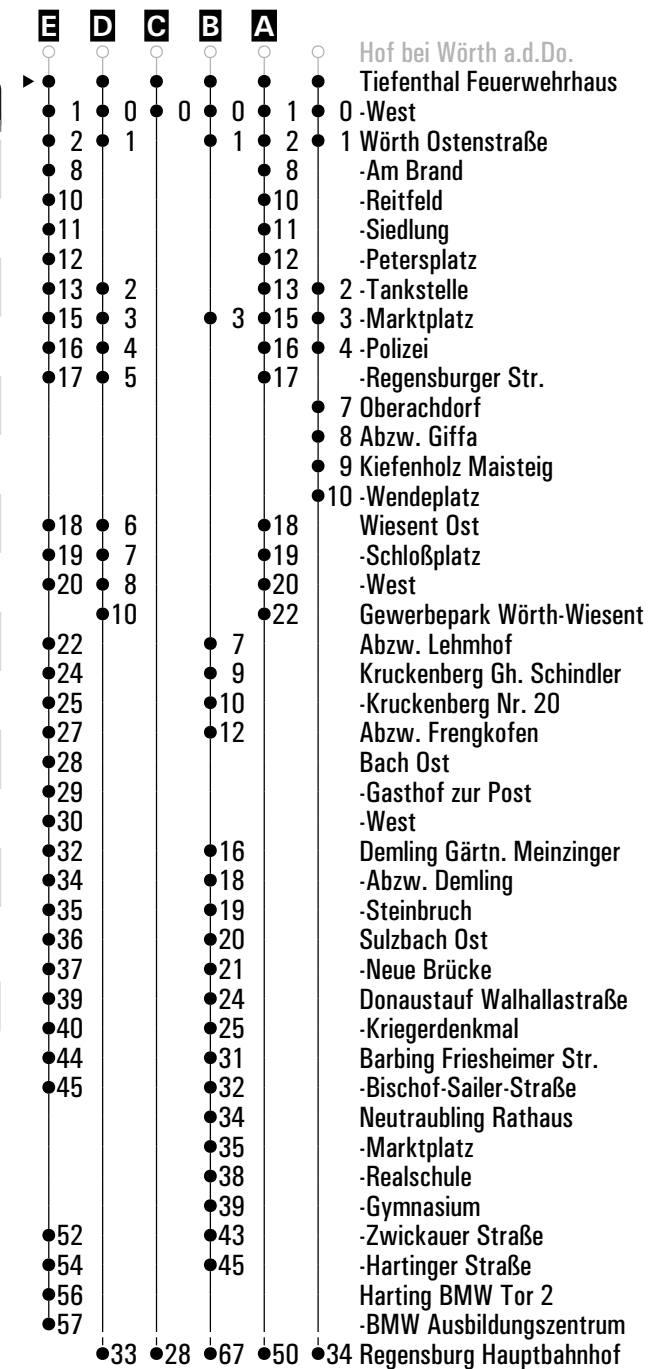 E D C B A
Hof bei Wörth a.d.Do.
Tiefenthal Feuerwehrhaus
1 0 0 0 1 0 -West
2 1 1 2 1 Wörth Ostenstraße
8 8 -Am Brand
10 10 -Reitfeld
11 11 -Siedlung
12 12 -Petersplatz
13 2 13 2 -Tankstelle
15 3 3 15 3 -Marktplatz
16 4 16 4 -Polizei
17 5 17 -Regensburger Str.
7 Oberachdorf
8 Abzw. Giffa
9 Kiefenholz Maisteig
10 -Wendeplatz
18 6 18 Wiesent Ost
19 7 19 -Schloßplatz
20 8 20 -West
10 22 Gewerbepark Wörth-Wiesent
22 7 Abzw. Lehmhof
24 9 Kruckenberg Gh. Schindler
25 10 -Kruckenberg Nr. 20
27 12 Abzw. Frengkofen
28 Bach Ost
29 -Gasthof zur Post
30 -West
32 16 Demling Gärtn. Meinzinger
34 18 -Abzw. Demling
35 19 -Steinbruch
36 20 Sulzbach Ost
37 21 -Neue Brücke
39 24 Donaustauf Walhallastraße
40 25 -Kriegerdenkmal
44 31 Barbing Friesheimer Str.
45 32 -Bischof-Sailer-Straße
34 Neutraubling Rathaus
35 -Marktplatz
38 -Realschule
39 -Gymnasium
52 43 -Zwickauer Straße
54 45 -Hartinger Straße
56 Harting BMW Tor 2
57 -BMW Ausbildungszentrum
33 28 67 50 34 Regensburg Hauptbahnhof